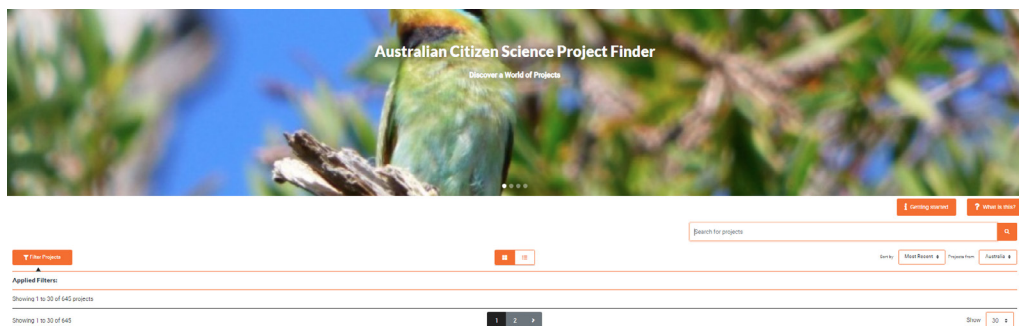 Australian Citizen Science Project Finder
Discover a World of Projects
Getting started
What is this?
Search for projects
Filter Projects
Sort by Most Recent Projects from Australia
Applied Filters:
Showing 1 to 30 of 645 projects
Showing 1 to 30 of 645
1 2
Show 30